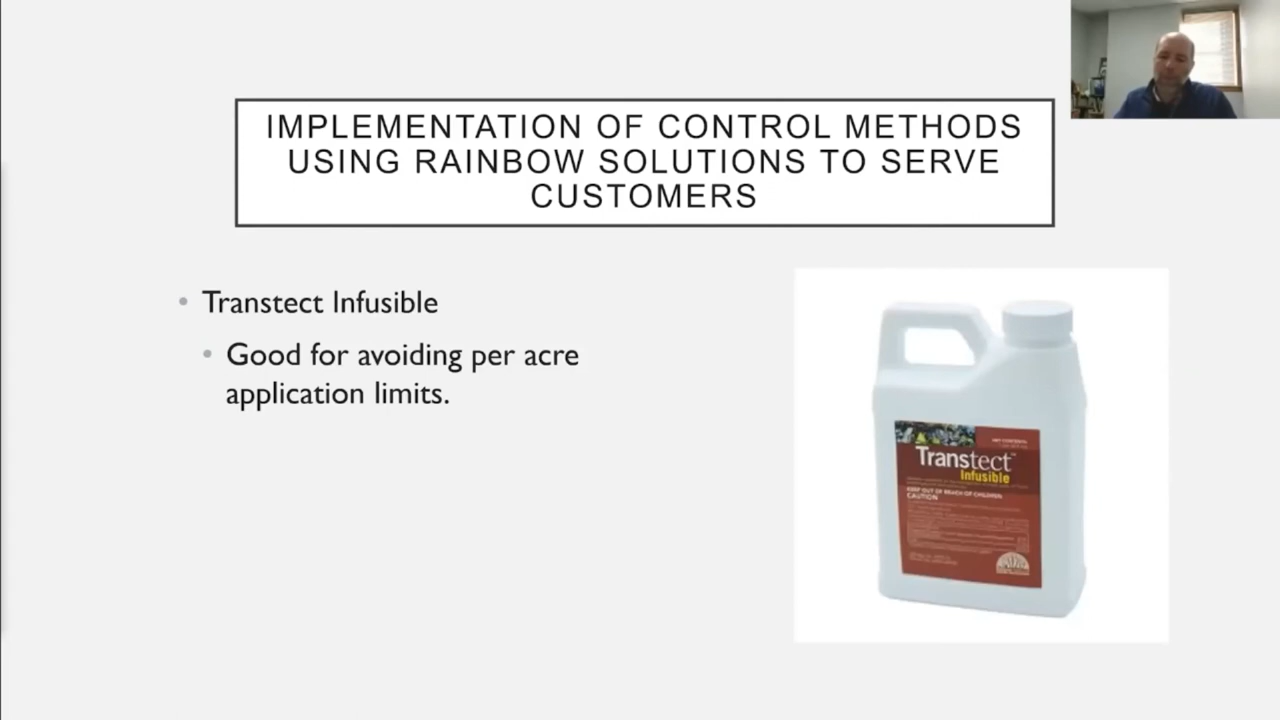 IMPLEMENTATION OF CONTROL METHODS
USING RAINBOW SOLUTIONS TO SERVE
CUSTOMERS
• Transtect Infusible
• Good for avoiding per acre
application limits.
Transtect™
Infusible
KEEP OUT OF REACH OF CHILDREN
CAUTION